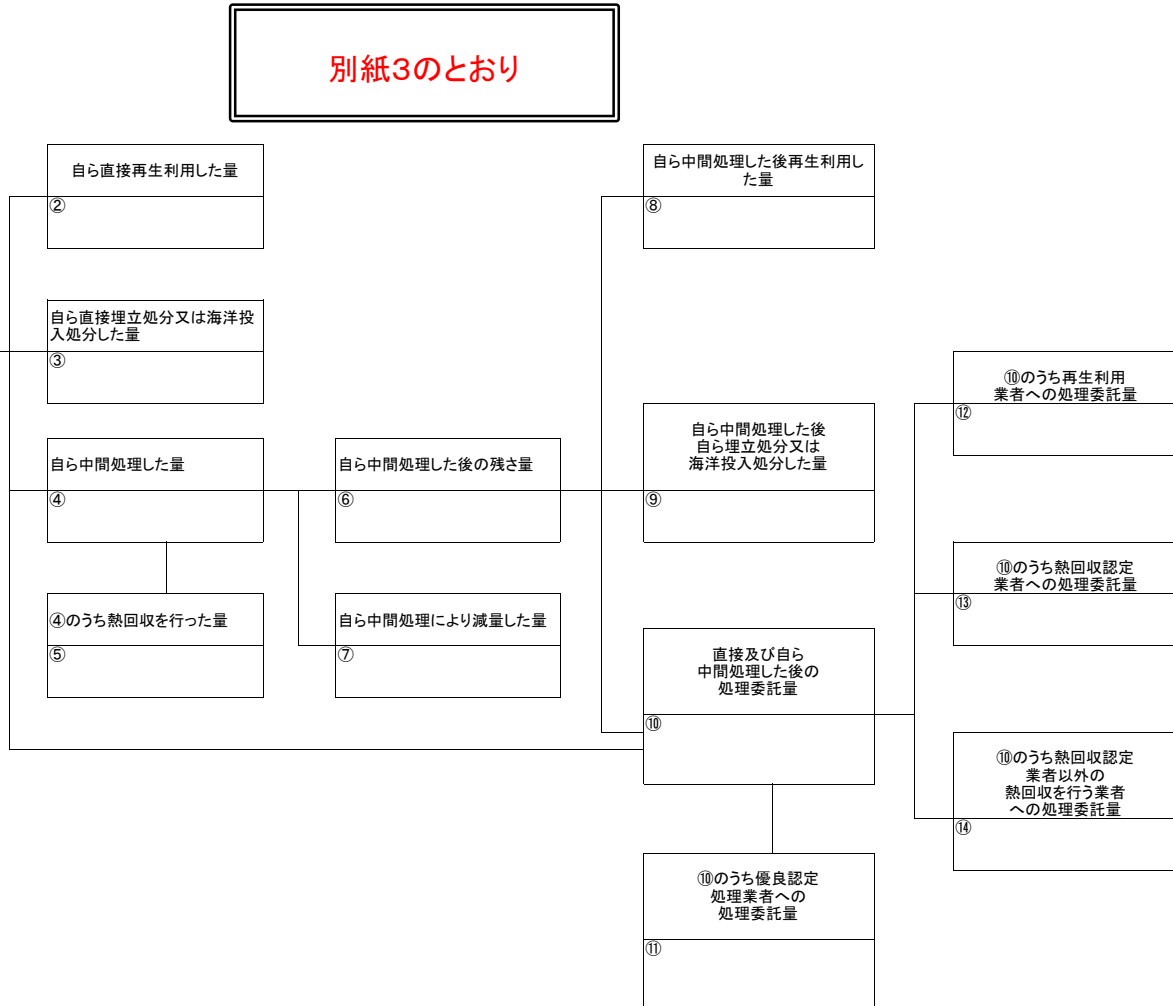 別紙3のとおり
自ら直接再生利用した量
②
自ら中間処理した後再生利用し
た量
⑧
自ら直接埋立処分又は海洋投
入処分した量
③
⑩のうち再生利用
業者への処理委託量
⑫
自ら中間処理した量
④
自ら中間処理した後の残さ量
⑥
自ら中間処理した後
自ら埋立処分又は
海洋投入処分した量
⑨
⑩のうち熱回収認定
業者への処理委託量
⑬
④のうち熱回収を行った量
⑤
自ら中間処理により減量した量
⑦
直接及び自ら
中間処理した後の
処理委託量
⑩
⑩のうち熱回収認定
業者以外の
熱回収を行う業者
への処理委託量
⑭
⑩のうち優良認定
処理業者への
処理委託量
⑪